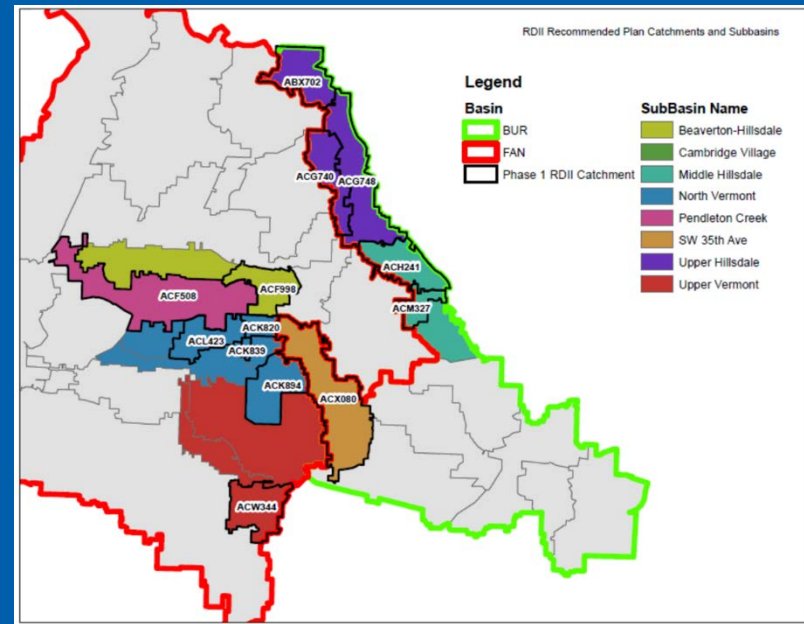 RDII Recommended Plan Catchments and Subbasins
Legend
Basin
BUR
FAN
Phase 1 RDII Catchment
SubBasin Name
Beaverton-Hillsdale
Cambridge Village
Middle Hillsdale
North Vermont
Pendleton Creek
SW 35th Ave
Upper Hillsdale
Upper Vermont
ABX702
ACG740
ACG748
ACH241
ACF998
ACF508
ACM327
ACK820
ACL423
ACK839
ACK894
ACX080
ACW344